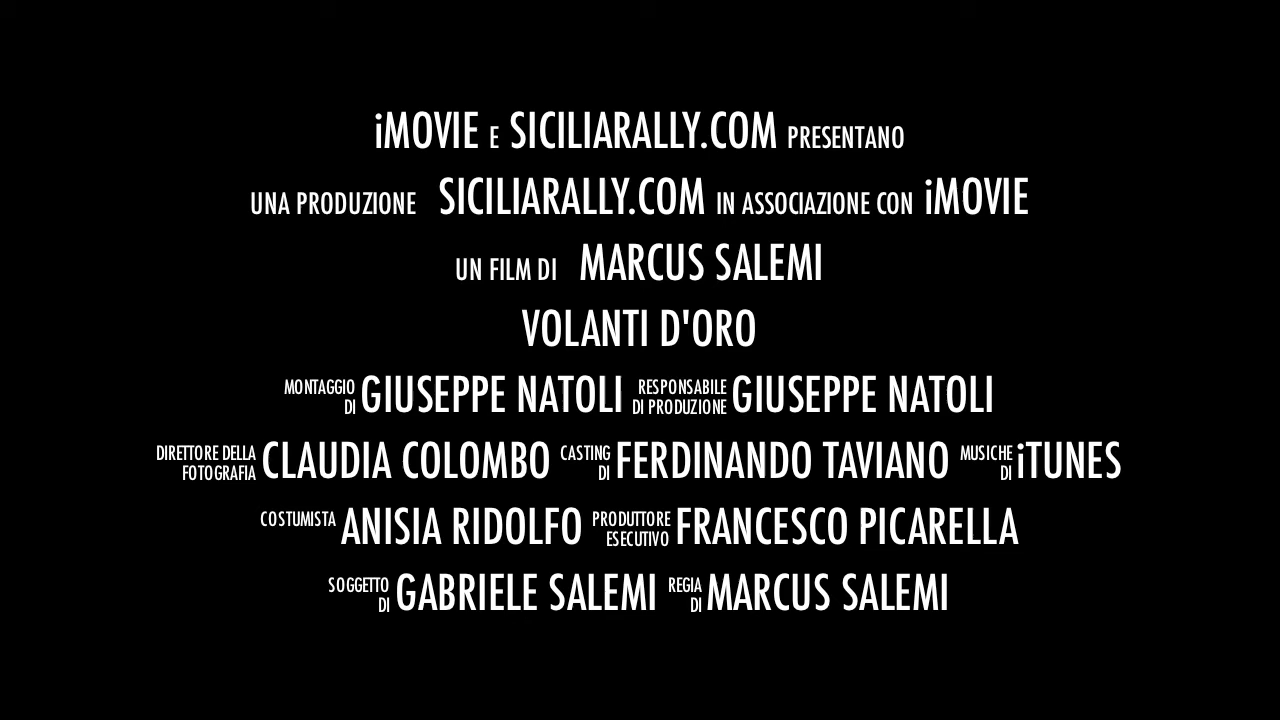 iMOVIE E SICILIARALLY.COM PRESENTANO
UNA PRODUZIONE SICILIARALLY.COM IN ASSOCIAZIONE CON iMOVIE
UN FILM DI MARCUS SALEMI
VOLANTI D'ORO
MONTAGGIO DI GIUSEPPE NATOLI RESPONSABILE DI PRODUZIONE GIUSEPPE NATOLI
DIRETTORE DELLA FOTOGRAFIA CLAUDIA COLOMBO CASTING DI FERDINANDO TAVIANO MUSICHE DI iTUNES
COSTUMISTA ANISIA RIDOLFO PRODUTTORE ESECUTIVO FRANCESCO PICARELLA
SOGGETTO DI GABRIELE SALEMI REGIA DI MARCUS SALEMI